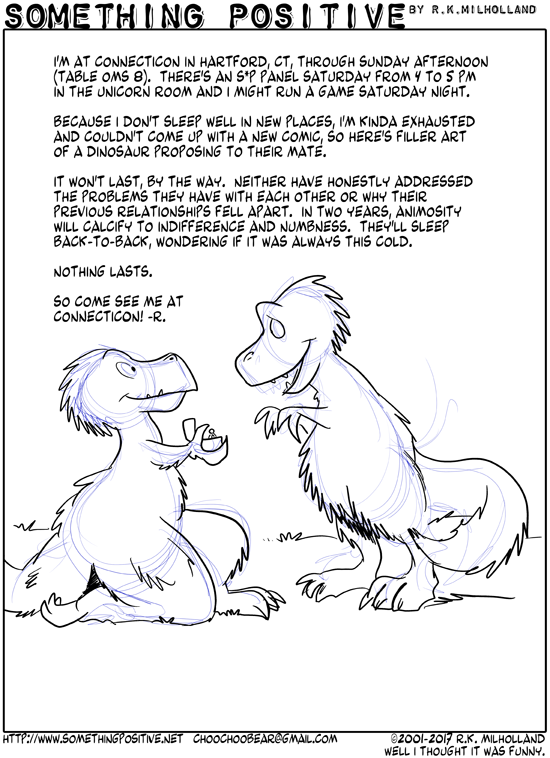 SOMETHING POSITIVE BY R.K.MILHOLLAND
I'M AT CONNECTICON IN HARTFORD, CT, THROUGH SUNDAY AFTERNOON
(TABLE OMS 8). THERE'S AN S*P PANEL SATURDAY FROM 4 TO 5 PM
IN THE UNICORN ROOM AND I MIGHT RUN A GAME SATURDAY NIGHT.
BECAUSE I DON'T SLEEP WELL IN NEW PLACES, I'M KINDA EXHAUSTED
AND COULDN'T COME UP WITH A NEW COMIC, SO HERE'S FILLER ART
OF A DINOSAUR PROPOSING TO THEIR MATE.
IT WON'T LAST, BY THE WAY. NEITHER HAVE HONESTLY ADDRESSED
THE PROBLEMS THEY HAVE WITH EACH OTHER OR WHY THEIR
PREVIOUS RELATIONSHIPS FELL APART. IN TWO YEARS, ANIMOSITY
WILL CALCIFY TO INDIFFERENCE AND NUMBNESS. THEY'LL SLEEP
BACK-TO-BACK, WONDERING IF IT WAS ALWAYS THIS COLD.
NOTHING LASTS.
SO COME SEE ME AT
CONNECTICON! -R.
HTTP://WWW.SOMETHINGPOSITIVE.NET CHOOCHOOBEAR@GMAIL.COM
©2001-2017 R.K. MILHOLLAND
WELL I THOUGHT IT WAS FUNNY.